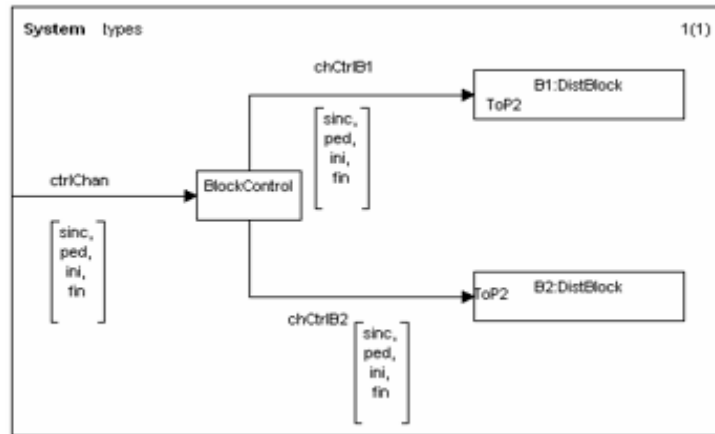 System types
1(1)
chCtrlB1
B1:DistBlock
ToP2
sinc,
ped,
ini,
fin
ctrlChan
BlockControl
sinc,
ped,
ini,
fin
ToP2
B2:DistBlock
chCtrlB2
sinc,
ped,
ini,
fin